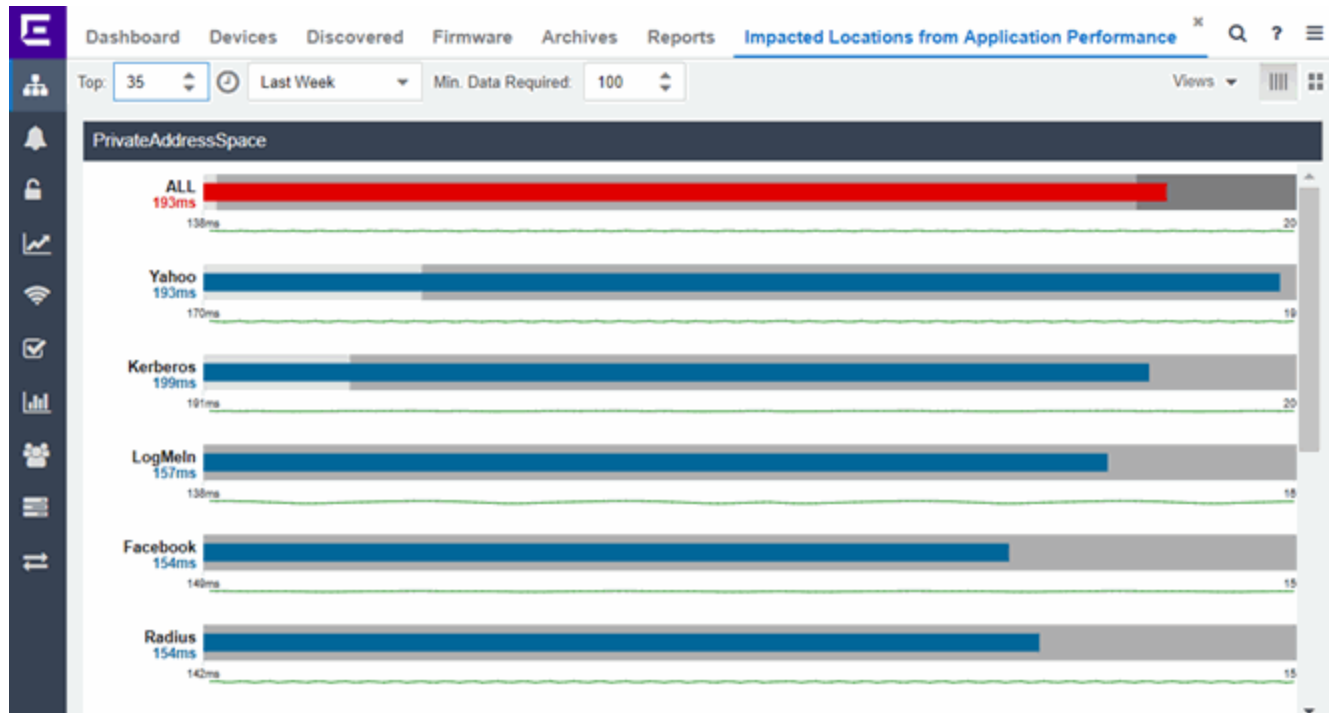 Dashboard Devices Discovered Firmware Archives Reports Impacted Locations from Application Performance ?
Top: 35 Last Week Min. Data Required: 100 Views
PrivateAddressSpace
ALL
193ms
138ms 20
Yahoo
193ms
170ms 19
Kerberos
199ms
191ms 20
LogMeIn
157ms
138ms
Facebook
154ms
149ms 15
Radius
154ms
142ms 15